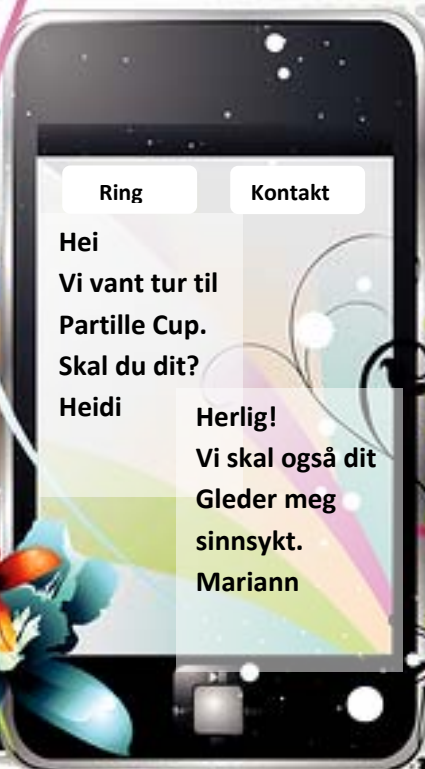 Ring Kontakt
Hei
Vi vant tur til
Partille Cup.
Skal du dit?
Heidi
Herlig!
Vi skal også dit
Gleder meg
sinnsykt.
Mariann